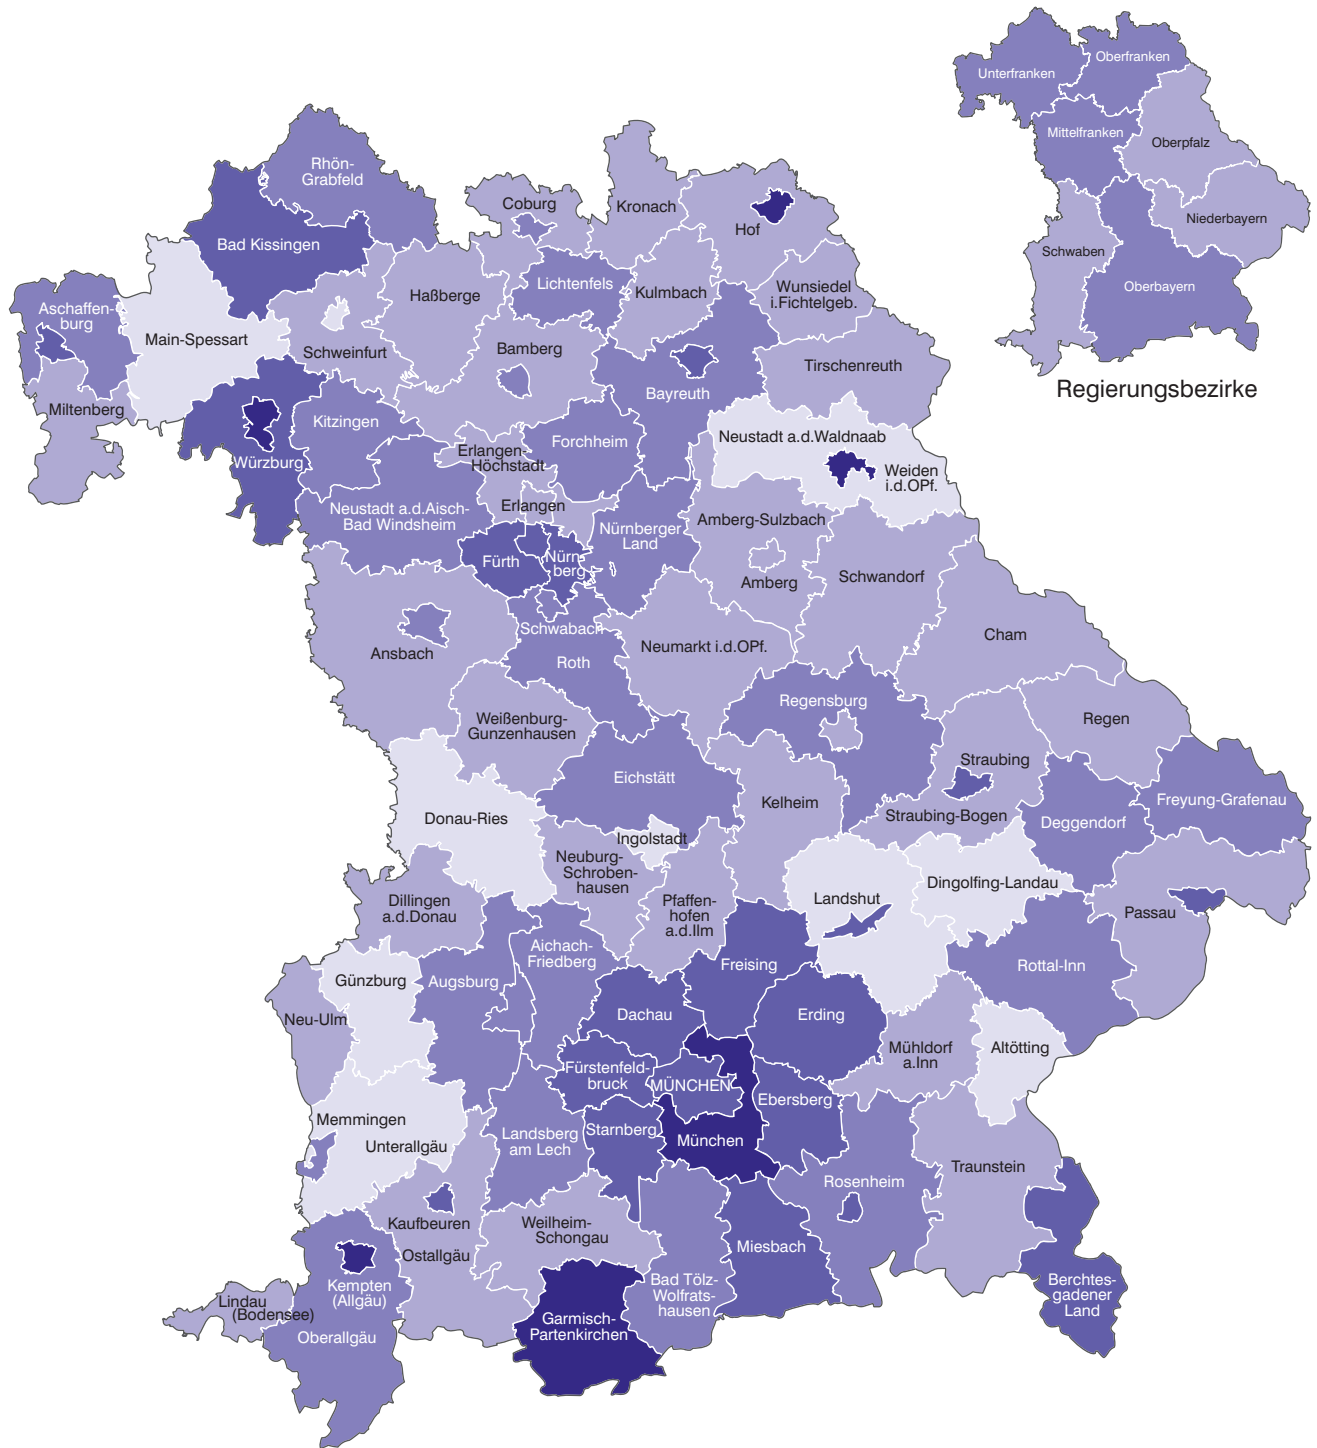 Unterfranken
Oberfranken
Mittelfranken
Oberpfalz
Niederbayern
Schwaben
Oberbayern
Regierungsbezirke
Rhön-
Grabfeld
Coburg
Kronach
Hof
Bad Kissingen
Lichtenfels
Kulmbach
Wunsiedel
i.Fichtelgeb.
Haßberge
Aschaffen-
burg
Main-Spessart
Schweinfurt
Bamberg
Tirschenreuth
Bayreuth
Miltenberg
Kitzingen
Forchheim
Neustadt a.d.Waldnaab
Erlangen-
Höchstadt
Würzburg
Weiden
i.d.OPf.
Erlangen
Neustadt a.d.Aisch-
Bad Windsheim
Nürnberger
Land
Amberg-Sulzbach
Fürth
Nürn-
berg
Amberg
Schwandorf
Schwabach
Cham
Ansbach
Neumarkt i.d.OPf.
Roth
Regensburg
Weißenburg-
Gunzenhausen
Regen
Straubing
Eichstätt
Kelheim
Freyung-Grafenau
Donau-Ries
Straubing-Bogen
Deggendorf
Ingolstadt
Neuburg-
Schroben-
hausen
Dingolfing-Landau
Landshut
Dillingen
a.d.Donau
Pfaffen-
hofen
a.d.Ilm
Passau
Aichach-
Friedberg
Freising
Rottal-Inn
Günzburg
Augsburg
Neu-Ulm
Dachau
Erding
Mühldorf
a.Inn
Altötting
Fürstenfeld-
bruck
MÜNCHEN
Ebersberg
Memmingen
Unterallgäu
Landsberg
am Lech
Starnberg
München
Traunstein
Rosenheim
Kaufbeuren
Weilheim-
Schongau
Miesbach
Ostallgäu
Kempten
(Allgäu)
Bad Tölz-
Wolfrats-
hausen
Berchtes-
gadener
Land
Lindau
(Bodensee)
Garmisch-
Partenkirchen
Oberallgäu